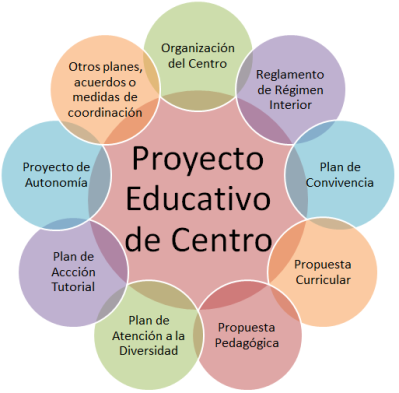 Organización
del Centro
Reglamento
de Régimen
Interior
Plan de
Convivencia
Propuesta
Curricular
Propuesta
Pedagógica
Plan de
Atención a la
Diversidad
Plan de
Accción
Tutorial
Proyecto de
Autonomía
Otros planes,
acuerdos o
medidas de
coordinación
Proyecto
Educativo
de Centro